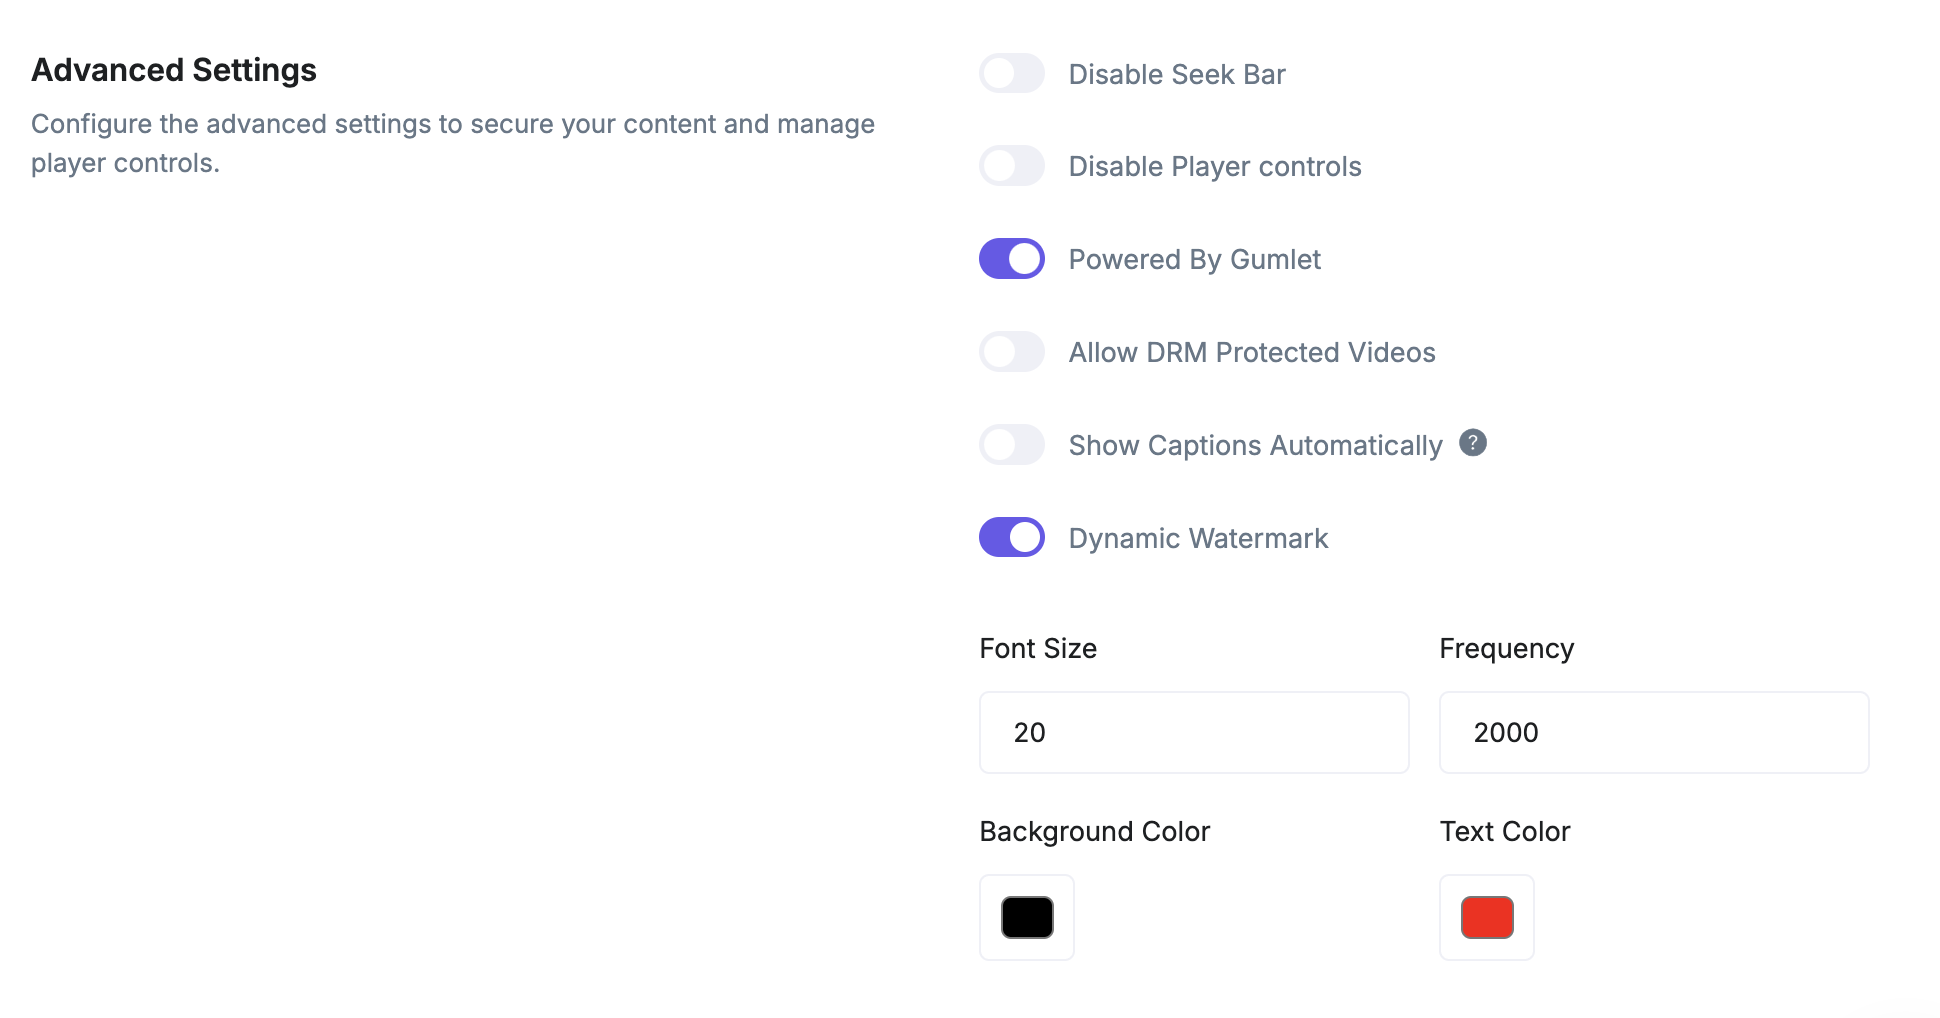 Advanced Settings
Configure the advanced settings to secure your content and manage
player controls.
Disable Seek Bar
Disable Player controls
Powered By Gumlet
Allow DRM Protected Videos
Show Captions Automatically ?
Dynamic Watermark
Font Size
20
Frequency
2000
Background Color
Text Color